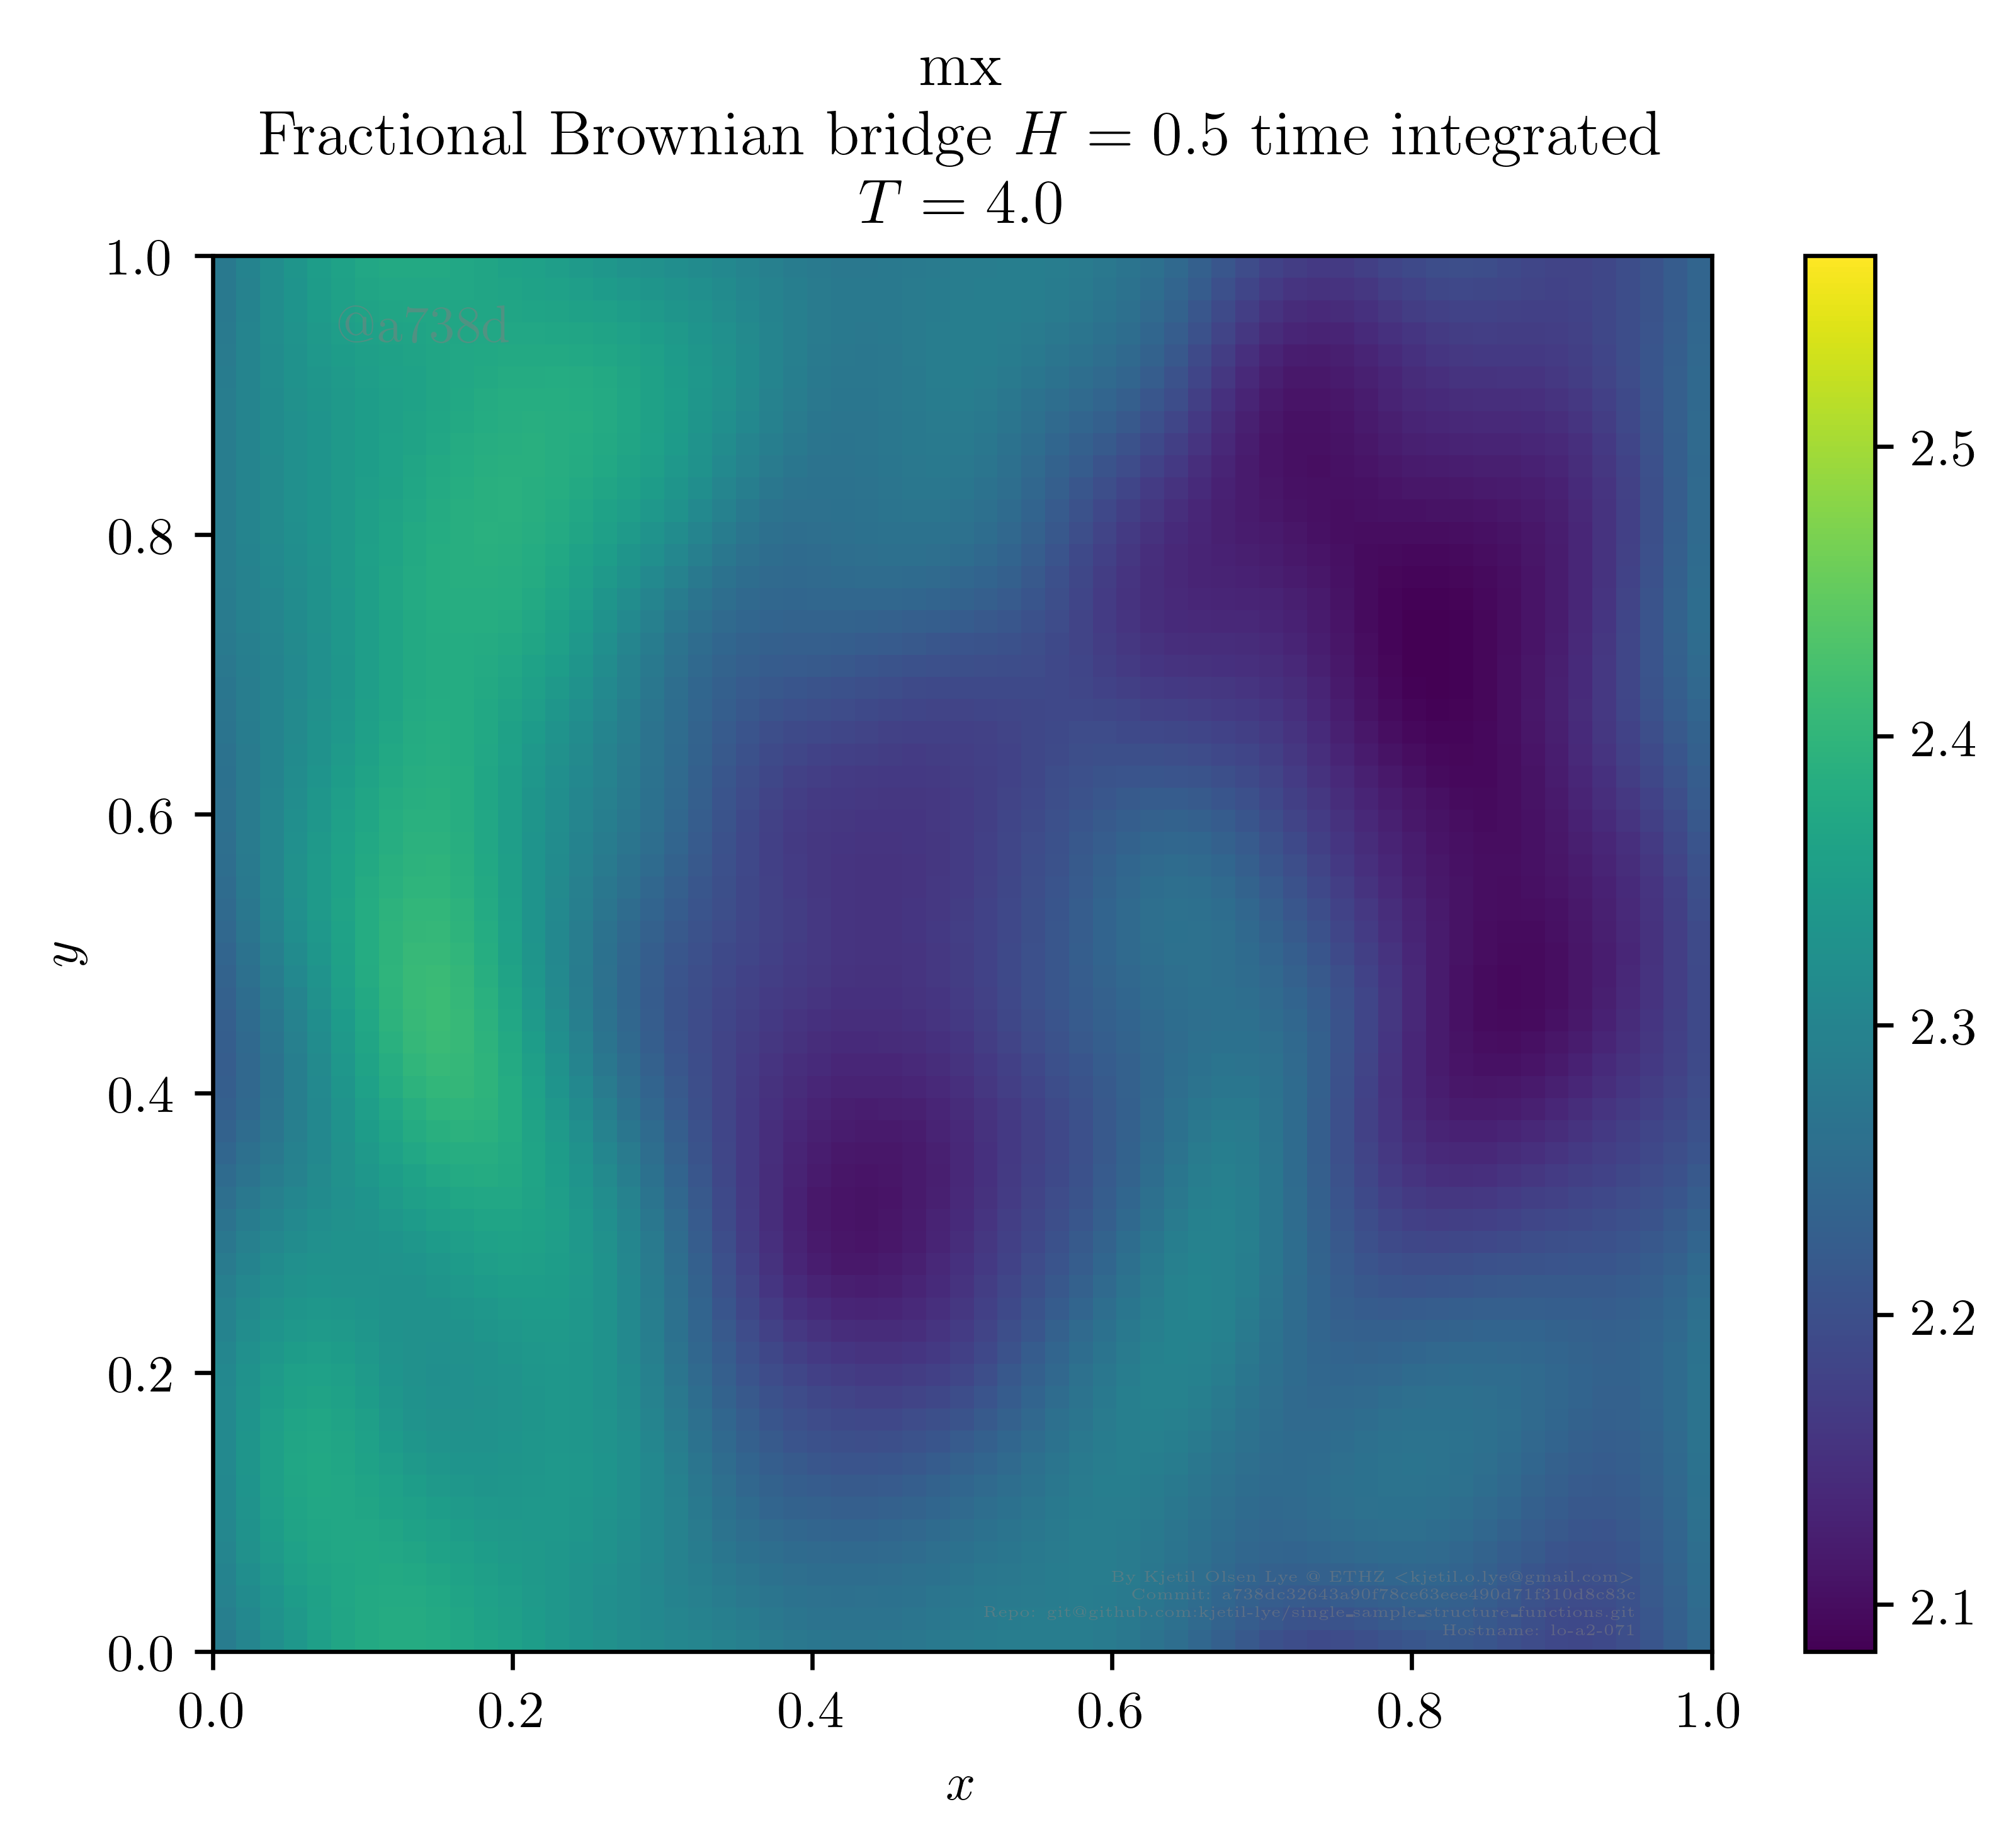 mx
Fractional Brownian bridge H = 0.5 time integrated
T = 4.0
1.0
0.8
0.6
0.4
0.2
0.0
y
0.0 0.2 0.4 0.6 0.8 1.0
x
2.5
2.4
2.3
2.2
2.1
@a738d
By Kjetil Olsen Lye @ ETHZ <kjetil.o.lye@gmail.com>
Commit: a738dc32643a90f78ce63eee490d71f310d8c83c
Repo: git@github.com:kjetil-lye/single_sample_structure_functions.git
Hostname: lo-a2-071